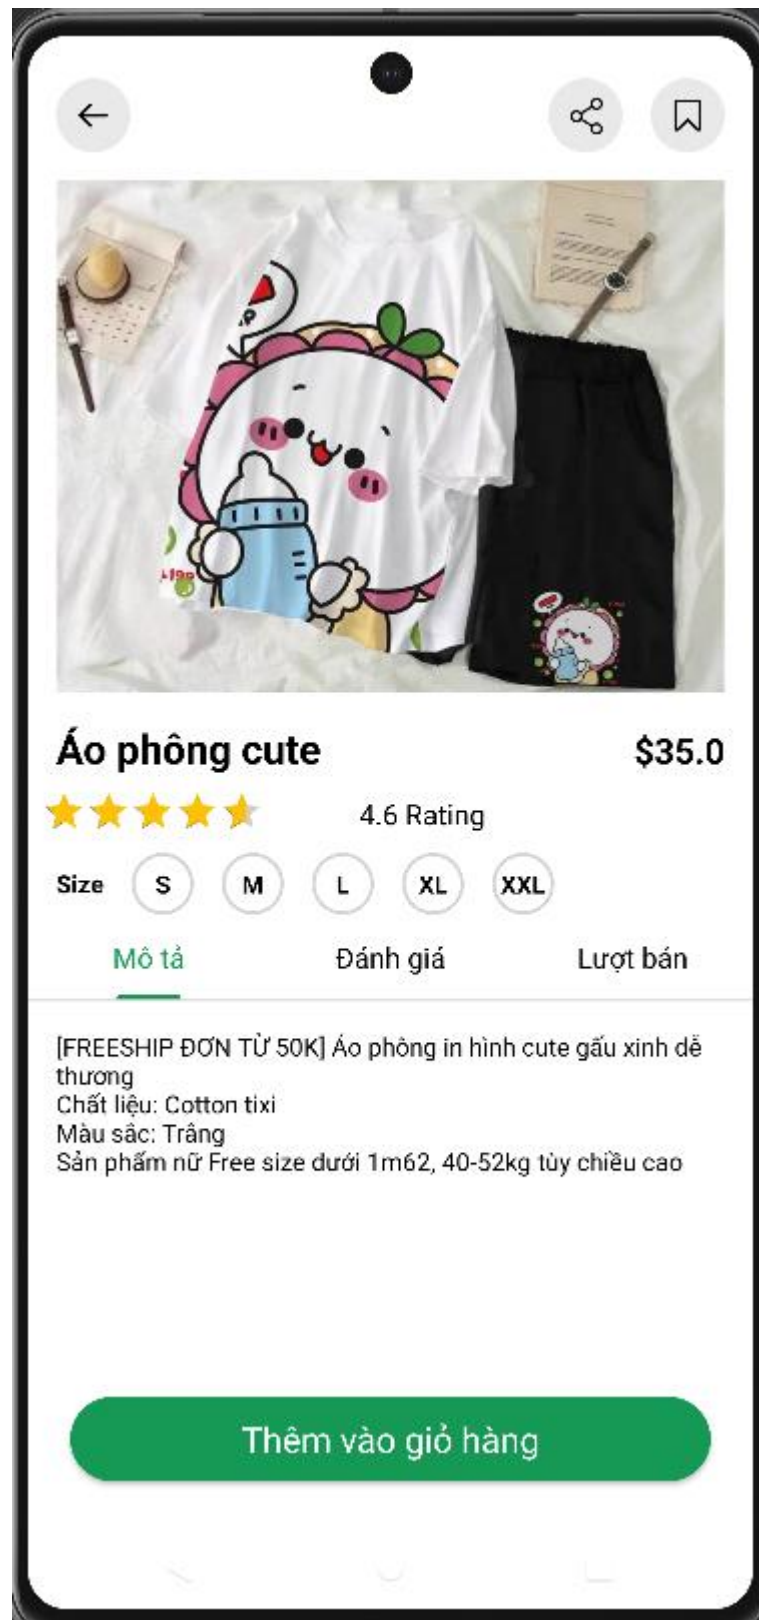 Áo phông cute
$35.0
4.6 Rating
Size S M L XL XXL
Mô tả Đánh giá Lượt bán
[FREESHIP ĐƠN TỪ 50K] Áo phông in hình cute gấu xinh dễ
thương
Chất liệu: Cotton tixi
Màu sắc: Trắng
Sản phẩm nữ Free size dưới 1m62, 40-52kg tùy chiều cao
Thêm vào giỏ hàng